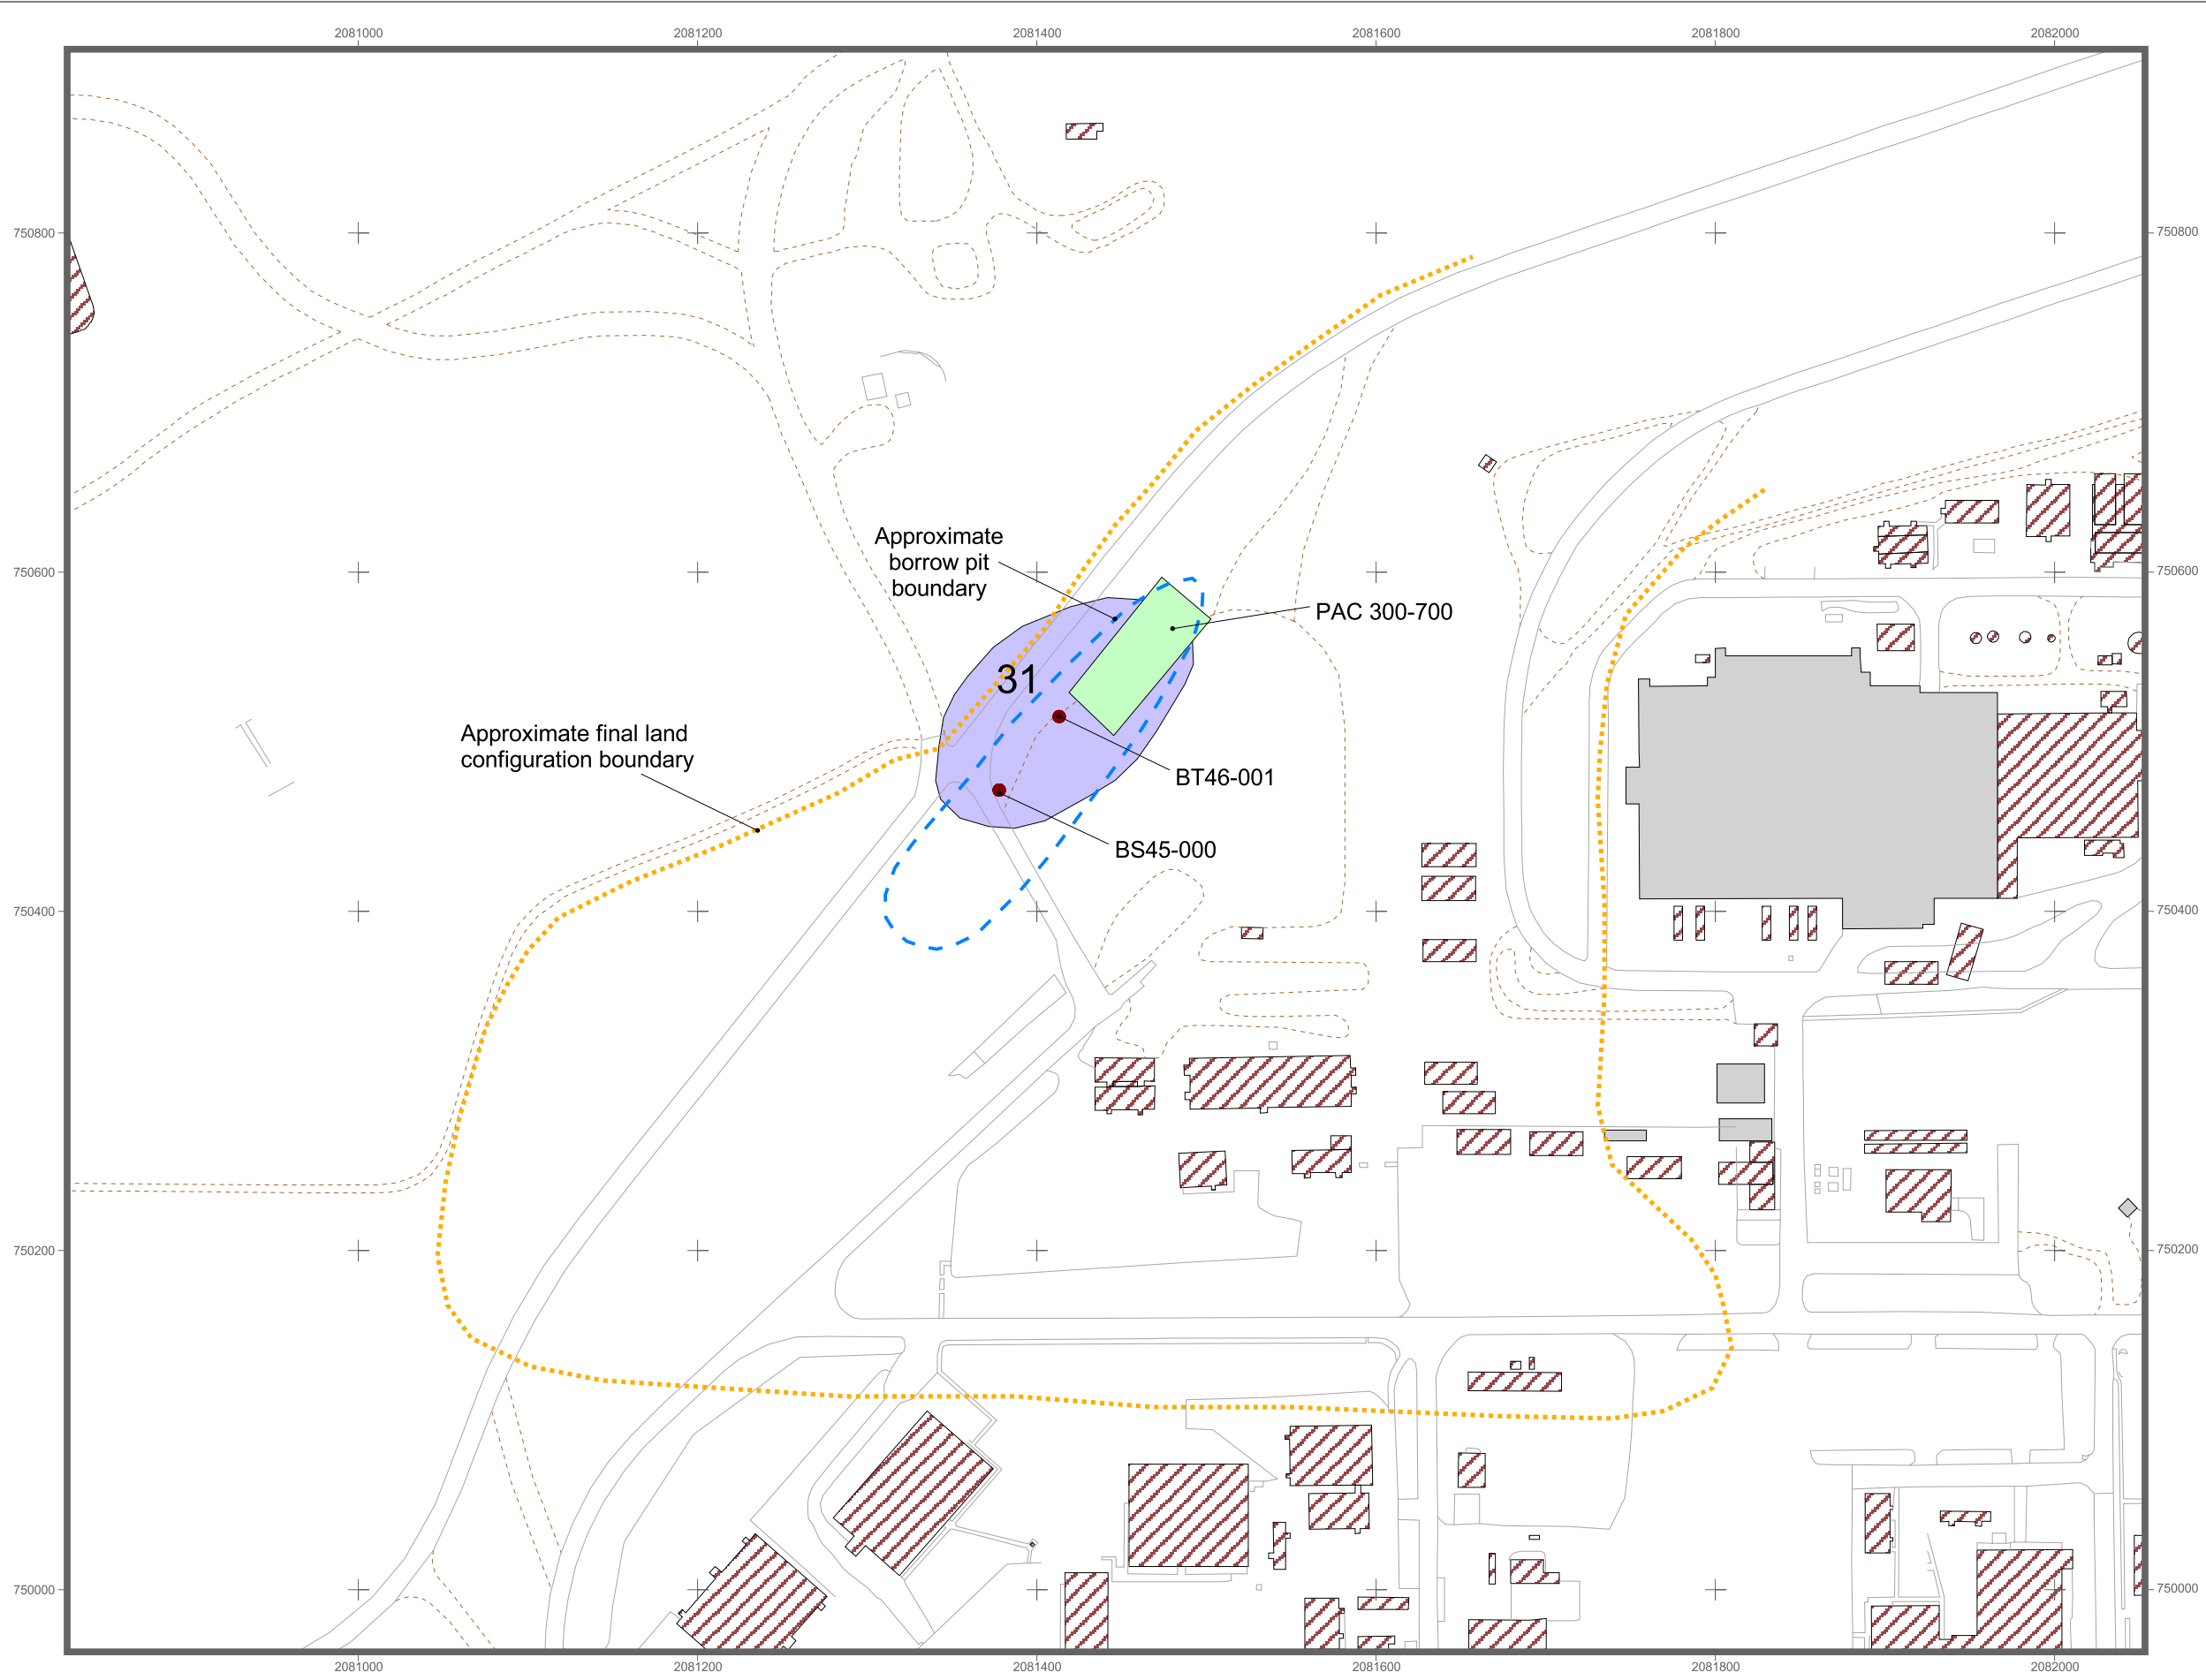 2081000 2081200 2081400 2081600 2081800 2082000
750800 750800
Approximate
borrow pit
boundary
750600 750600
PAC 300-700
31
Approximate final land
configuration boundary
BT46-001
BS45-000
750400 750400
750200 750200
750000 750000
2081000 2081200 2081400 2081600 2081800 2082000